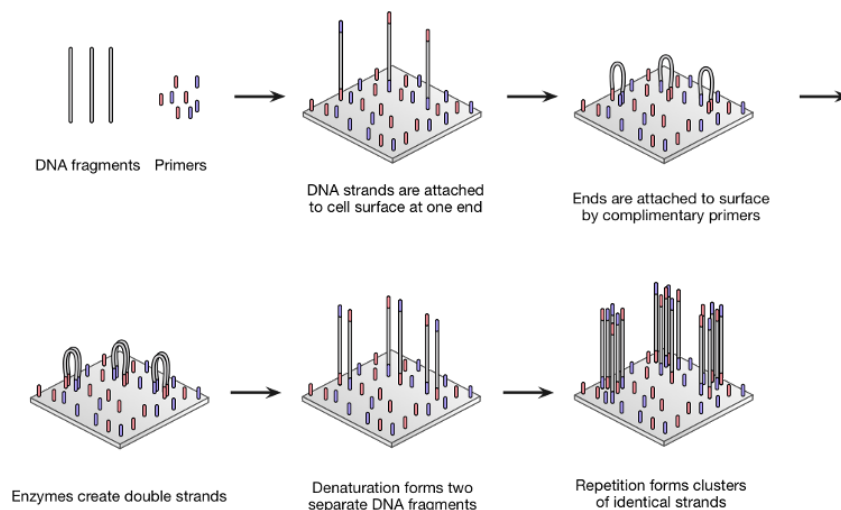 DNA fragments
Primers
DNA strands are attached
to cell surface at one end
Ends are attached to surface
by complimentary primers
Enzymes create double strands
Denaturation forms two
separate DNA fragments
Repetition forms clusters
of identical strands